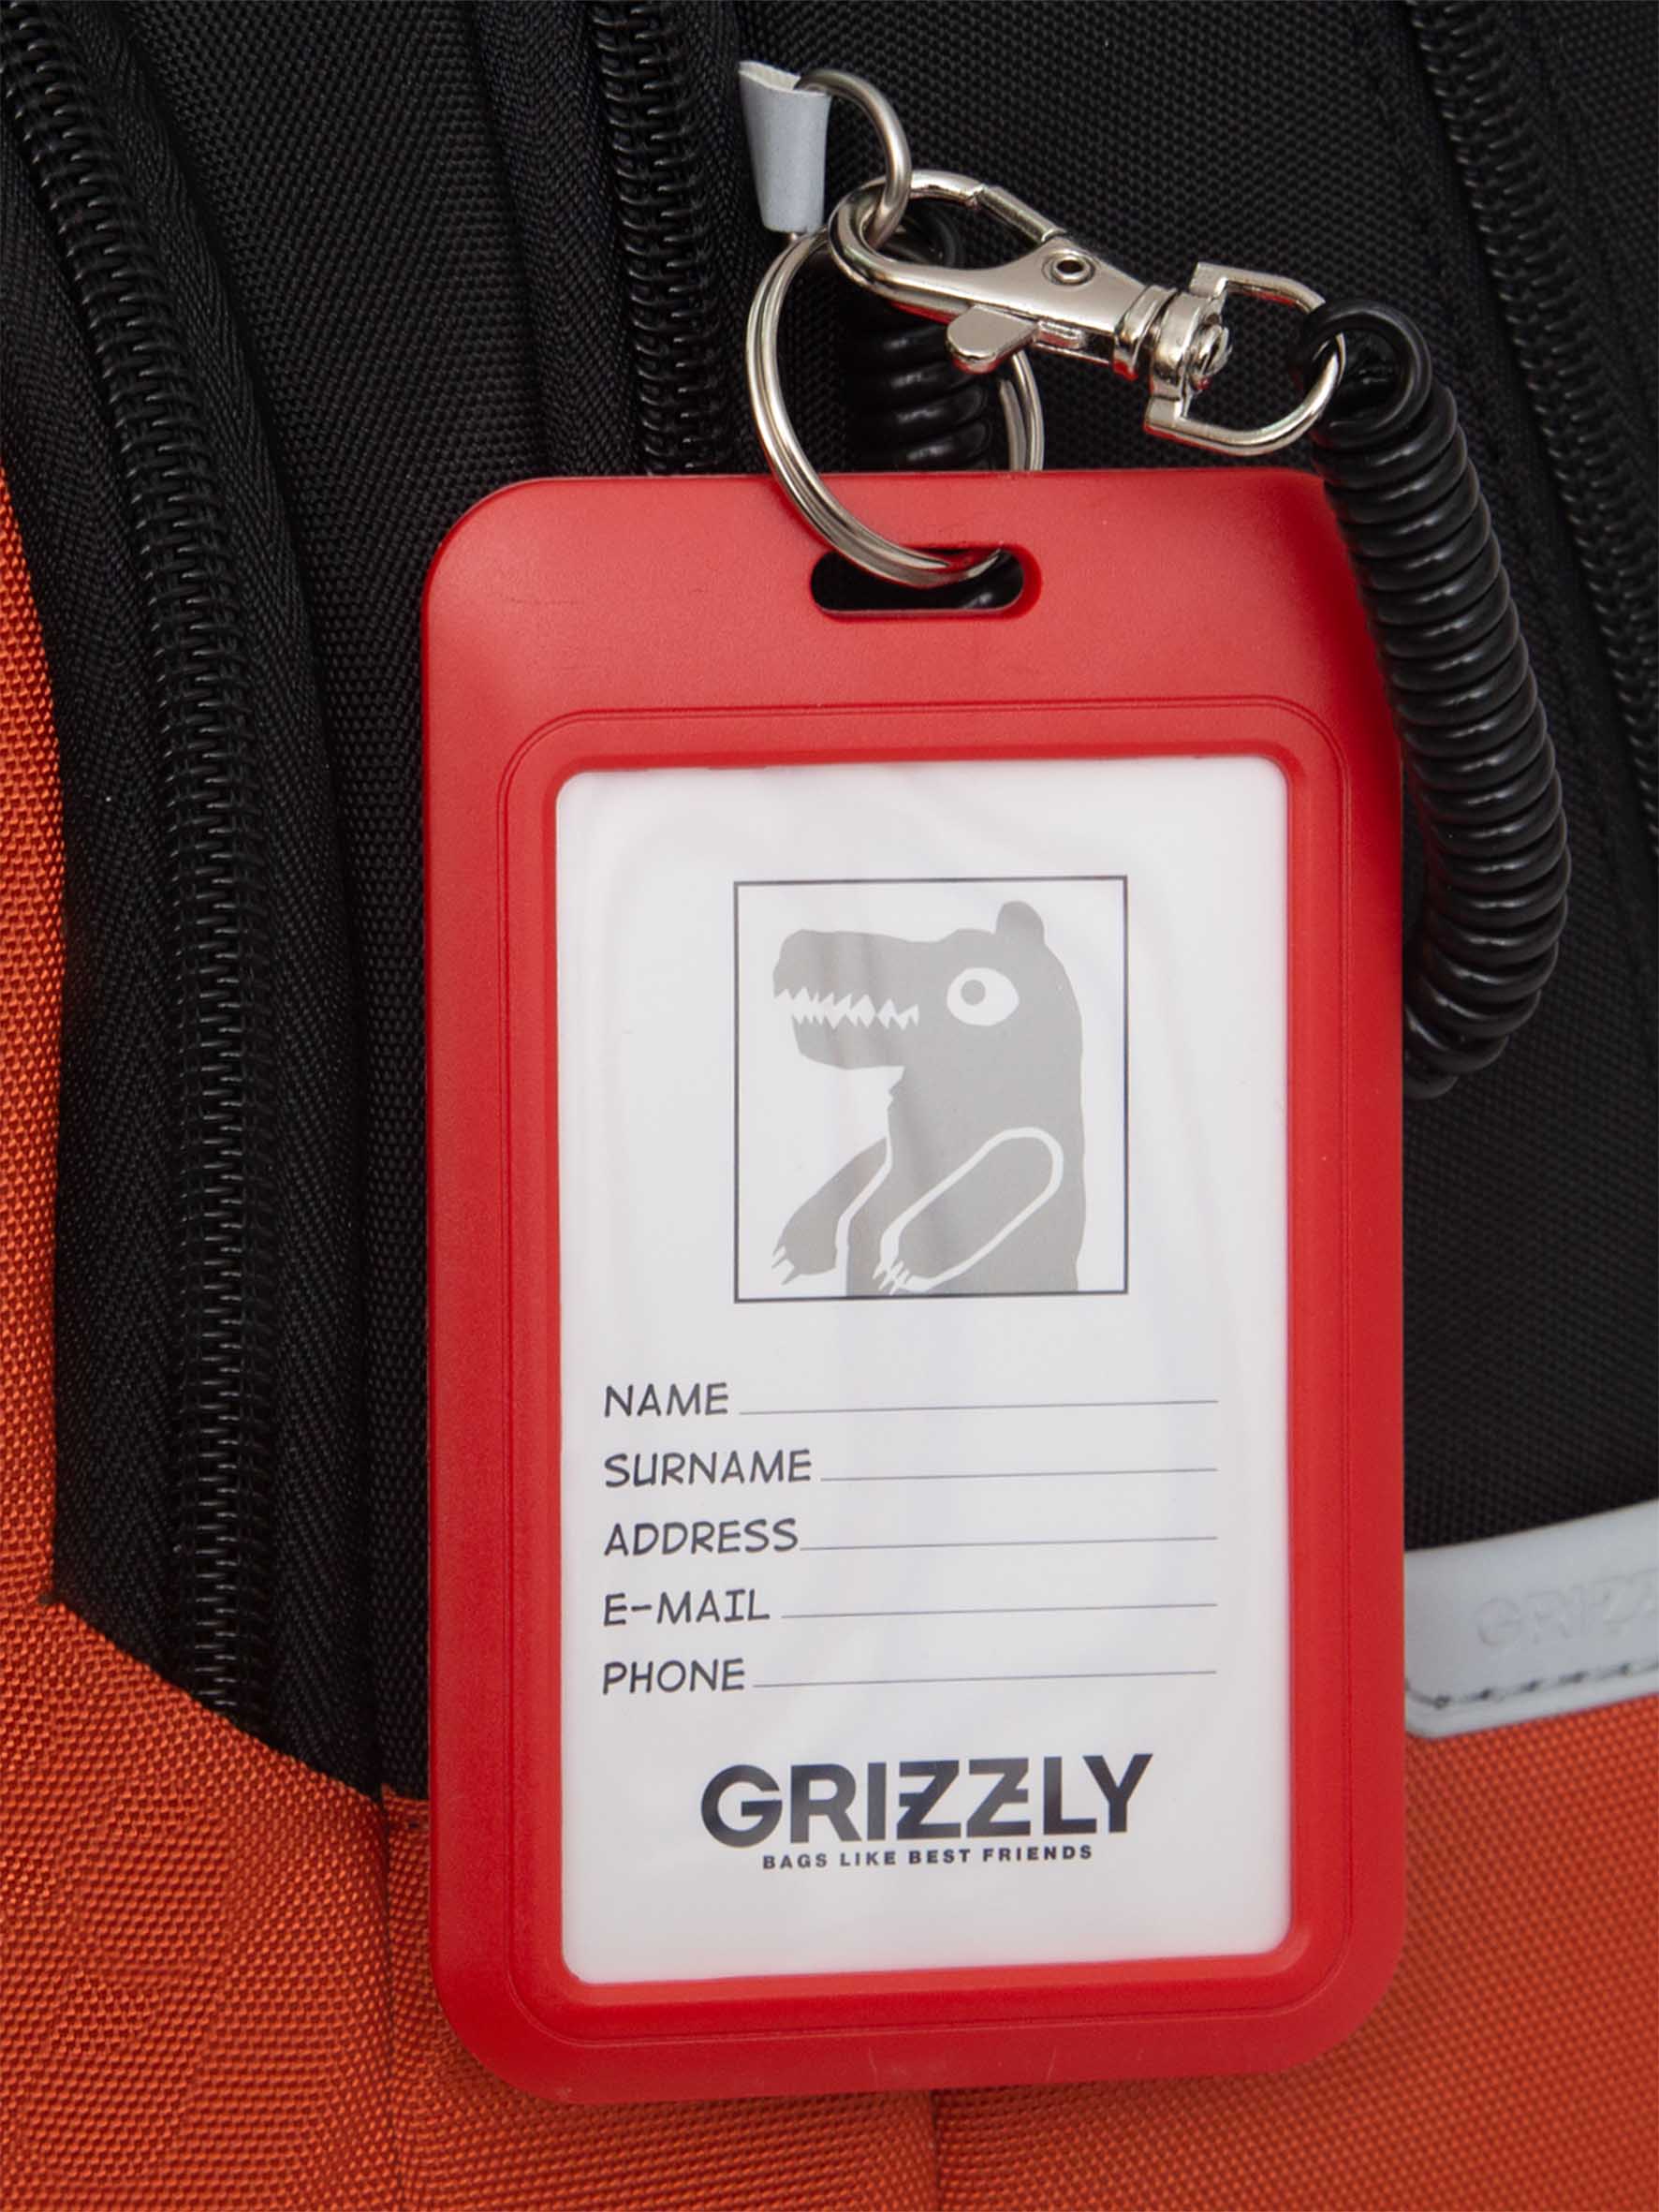 NAME
SURNAME
ADDRESS
E-MAIL
PHONE
GRIZZLY
BAGS LIKE BEST FRIENDS